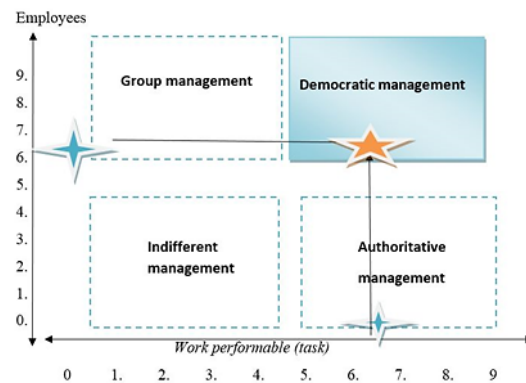 Employees
9.
8.
7.
6.
5.
4.
3.
2.
1.
0.
Group management
Democratic management
Indifferent
management
Authoritative
management
Work performable (task)
0 1. 2. 3. 4. 5. 6. 7. 8. 9